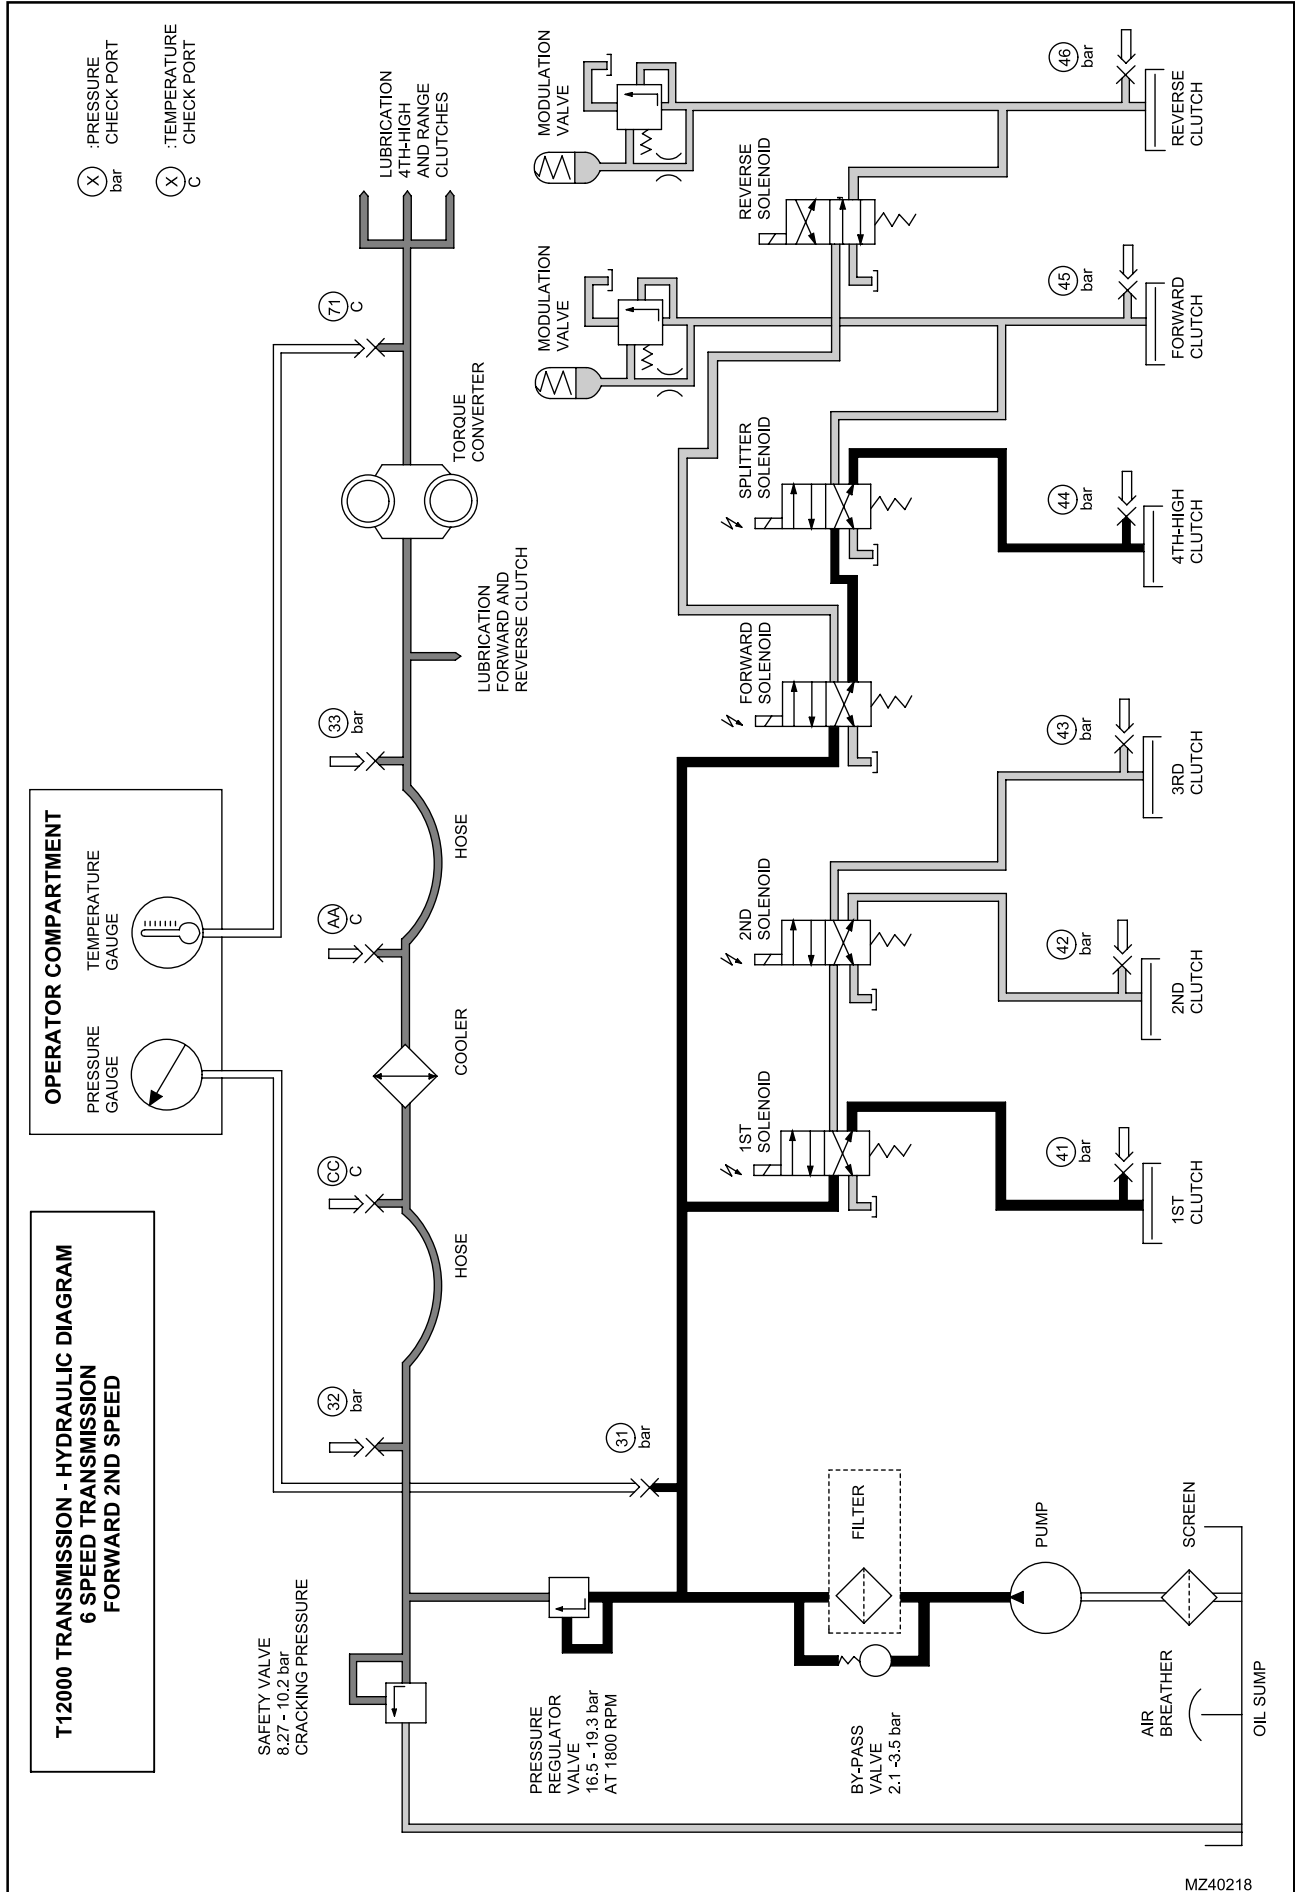 T12000 TRANSMISSION - HYDRAULIC DIAGRAM
6 SPEED TRANSMISSION
FORWARD 2ND SPEED
OPERATOR COMPARTMENT
PRESSURE
GAUGE
TEMPERATURE
GAUGE
X
bar
:PRESSURE
CHECK PORT
X
C
:TEMPERATURE
CHECK PORT
SAFETY VALVE
8.27 - 10.2 bar
CRACKING PRESSURE
32
bar
HOSE
CC
C
COOLER
AA
C
HOSE
33
bar
LUBRICATION
FORWARD AND
REVERSE CLUTCH
TORQUE
CONVERTER
71
C
LUBRICATION
4TH-HIGH
AND RANGE
CLUTCHES
PRESSURE
REGULATOR
VALVE
16.5 - 19.3 bar
AT 1800 RPM
31
bar
MODULATION
VALVE
MODULATION
VALVE
1ST
SOLENOID
2ND
SOLENOID
FORWARD
SOLENOID
SPLITTER
SOLENOID
REVERSE
SOLENOID
BY-PASS
VALVE
2.1 -3.5 bar
FILTER
PUMP
SCREEN
AIR
BREATHER
OIL SUMP
41
bar
42
bar
43
bar
44
bar
45
bar
46
bar
1ST
CLUTCH
2ND
CLUTCH
3RD
CLUTCH
4TH-HIGH
CLUTCH
FORWARD
CLUTCH
REVERSE
CLUTCH
MZ40218